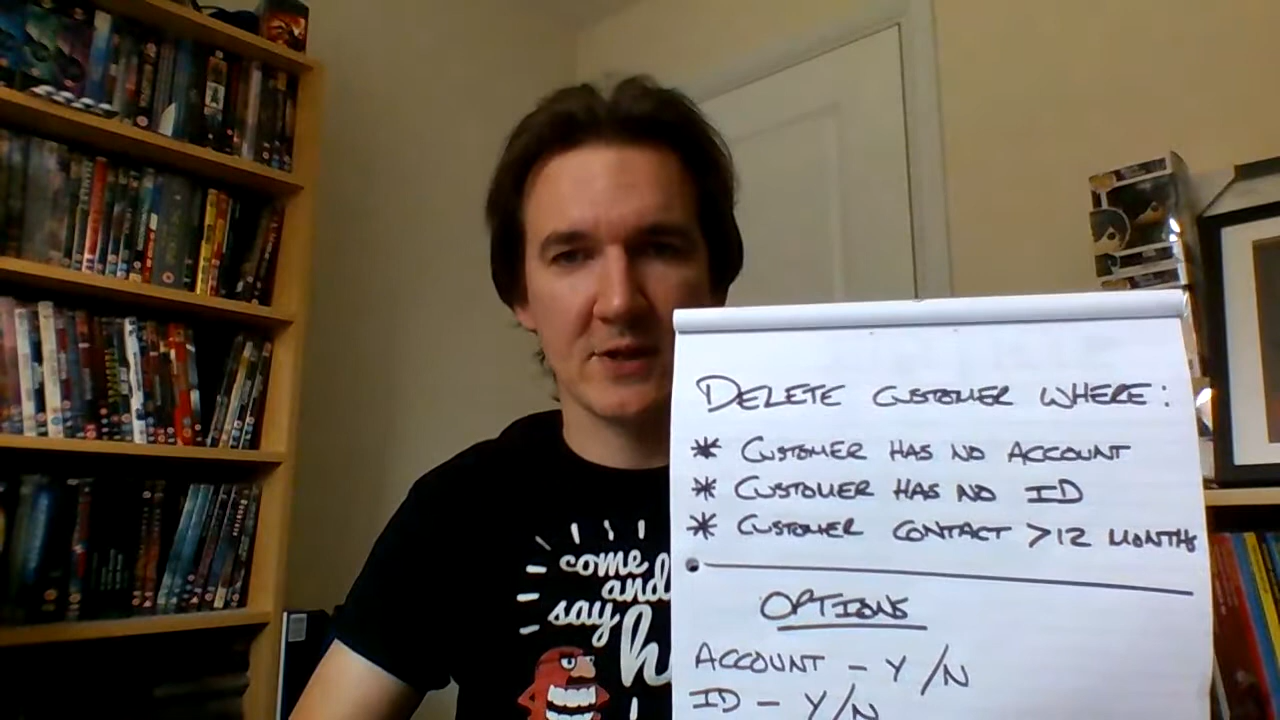 DELETE CUSTOMER WHERE:
* CUSTOMER HAS NO ACCOUNT
* CUSTOMER HAS NO ID
* CUSTOMER CONTACT >12 MONTHS
OPTIONS
ACCOUNT - Y/N
ID - Y/N
come
and
say
h